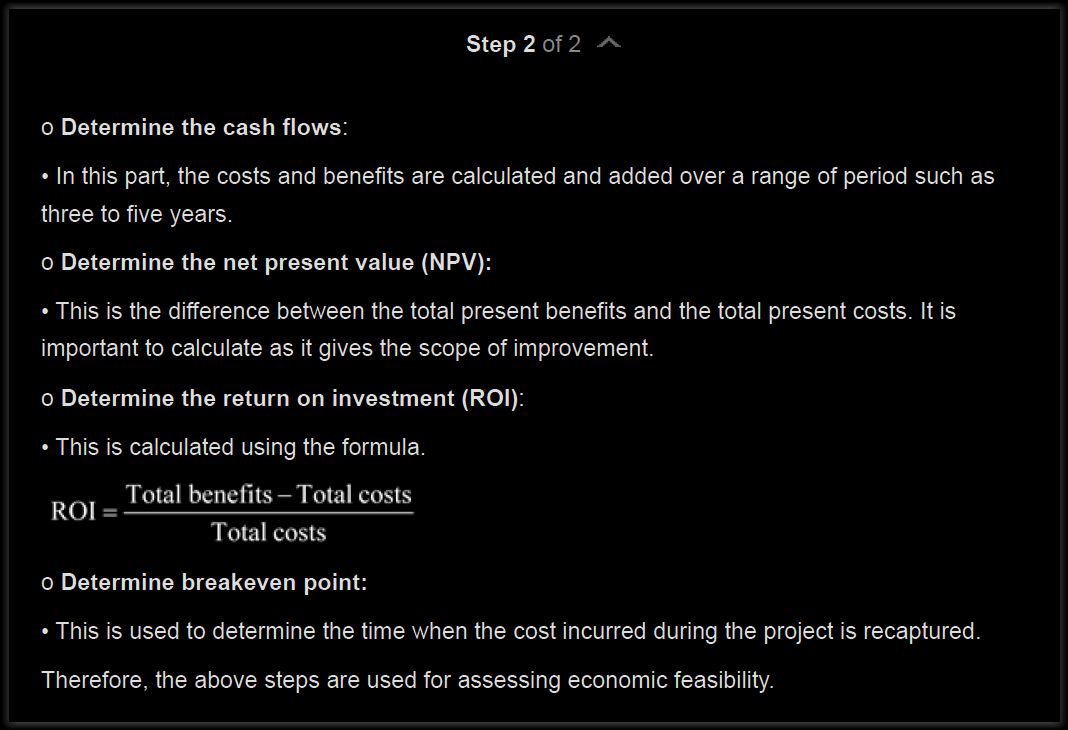 Step 2 of 2
o Determine the cash flows:
• In this part, the costs and benefits are calculated and added over a range of period such as
three to five years.
o Determine the net present value (NPV):
• This is the difference between the total present benefits and the total present costs. It is
important to calculate as it gives the scope of improvement.
o Determine the return on investment (ROI):
• This is calculated using the formula.
ROI = (Total benefits – Total costs) / Total costs
o Determine breakeven point:
• This is used to determine the time when the cost incurred during the project is recaptured.
Therefore, the above steps are used for assessing economic feasibility.